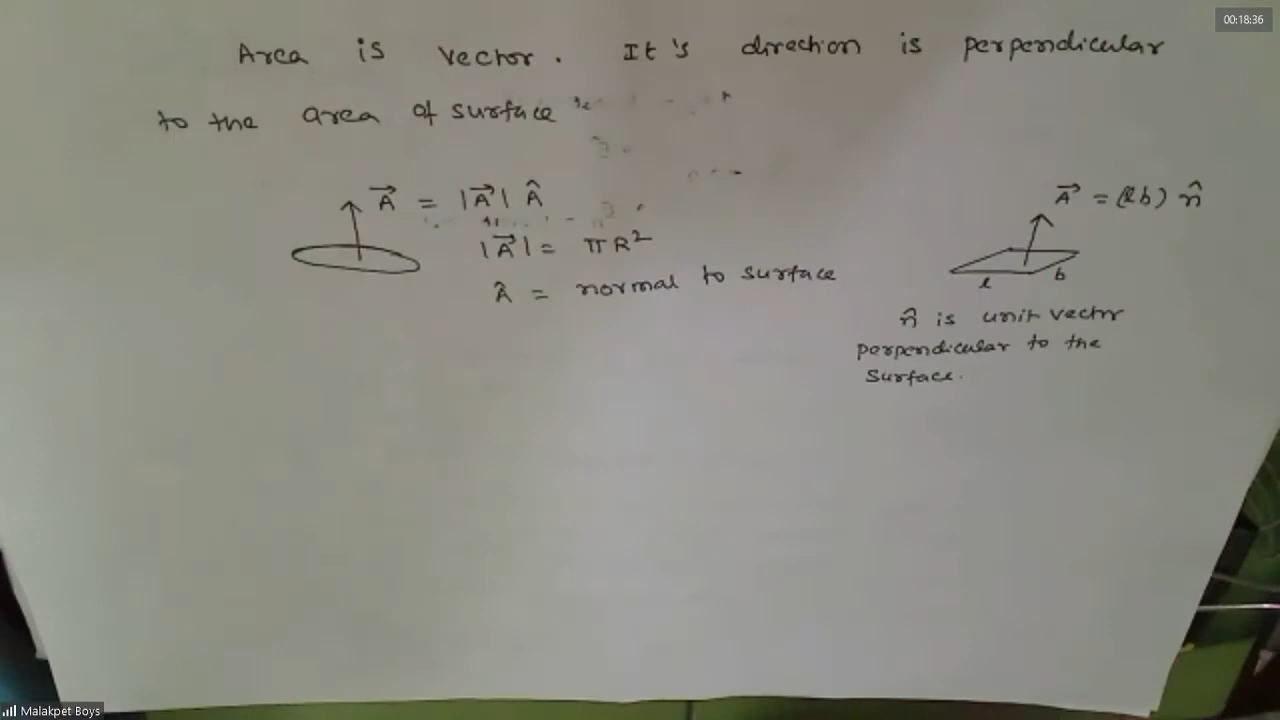 00:18:36
Area is vector. It's direction is perpendicular
to the area of surface
A⃗ = |A⃗| Â
|A⃗| = πR²
Â = normal to surface
A⃗ = (lb) n̂
l b
n̂ is unit vector
perpendicular to the
surface.
Malakpet Boys